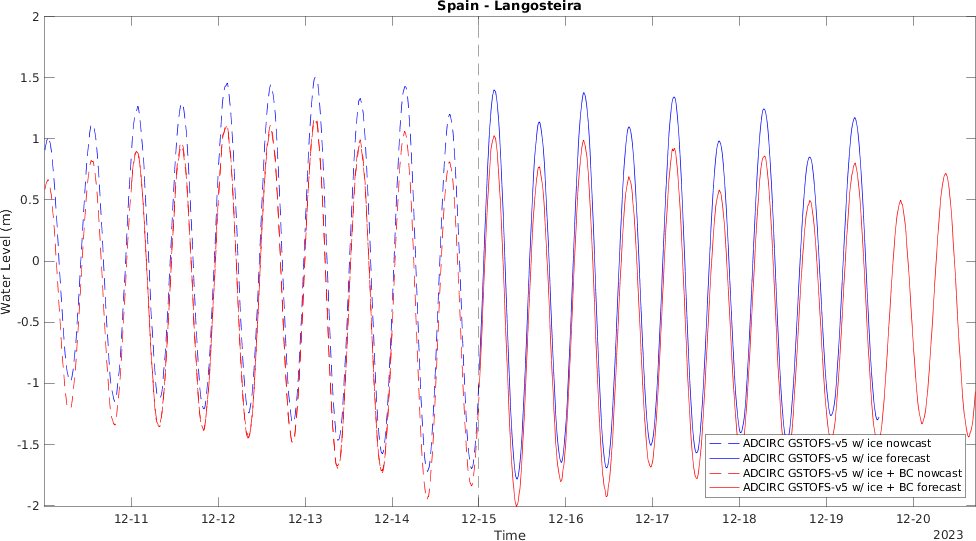 Spain - Langosteira
2
1.5
1
0.5
0
-0.5
-1
-1.5
-2
Water Level (m)
ADCIRC GSTOFS-v5 w/ ice nowcast
ADCIRC GSTOFS-v5 w/ ice forecast
ADCIRC GSTOFS-v5 w/ ice + BC nowcast
ADCIRC GSTOFS-v5 w/ ice + BC forecast
12-11 12-12 12-13 12-14 12-15 12-16 12-17 12-18 12-19 12-20
Time
2023